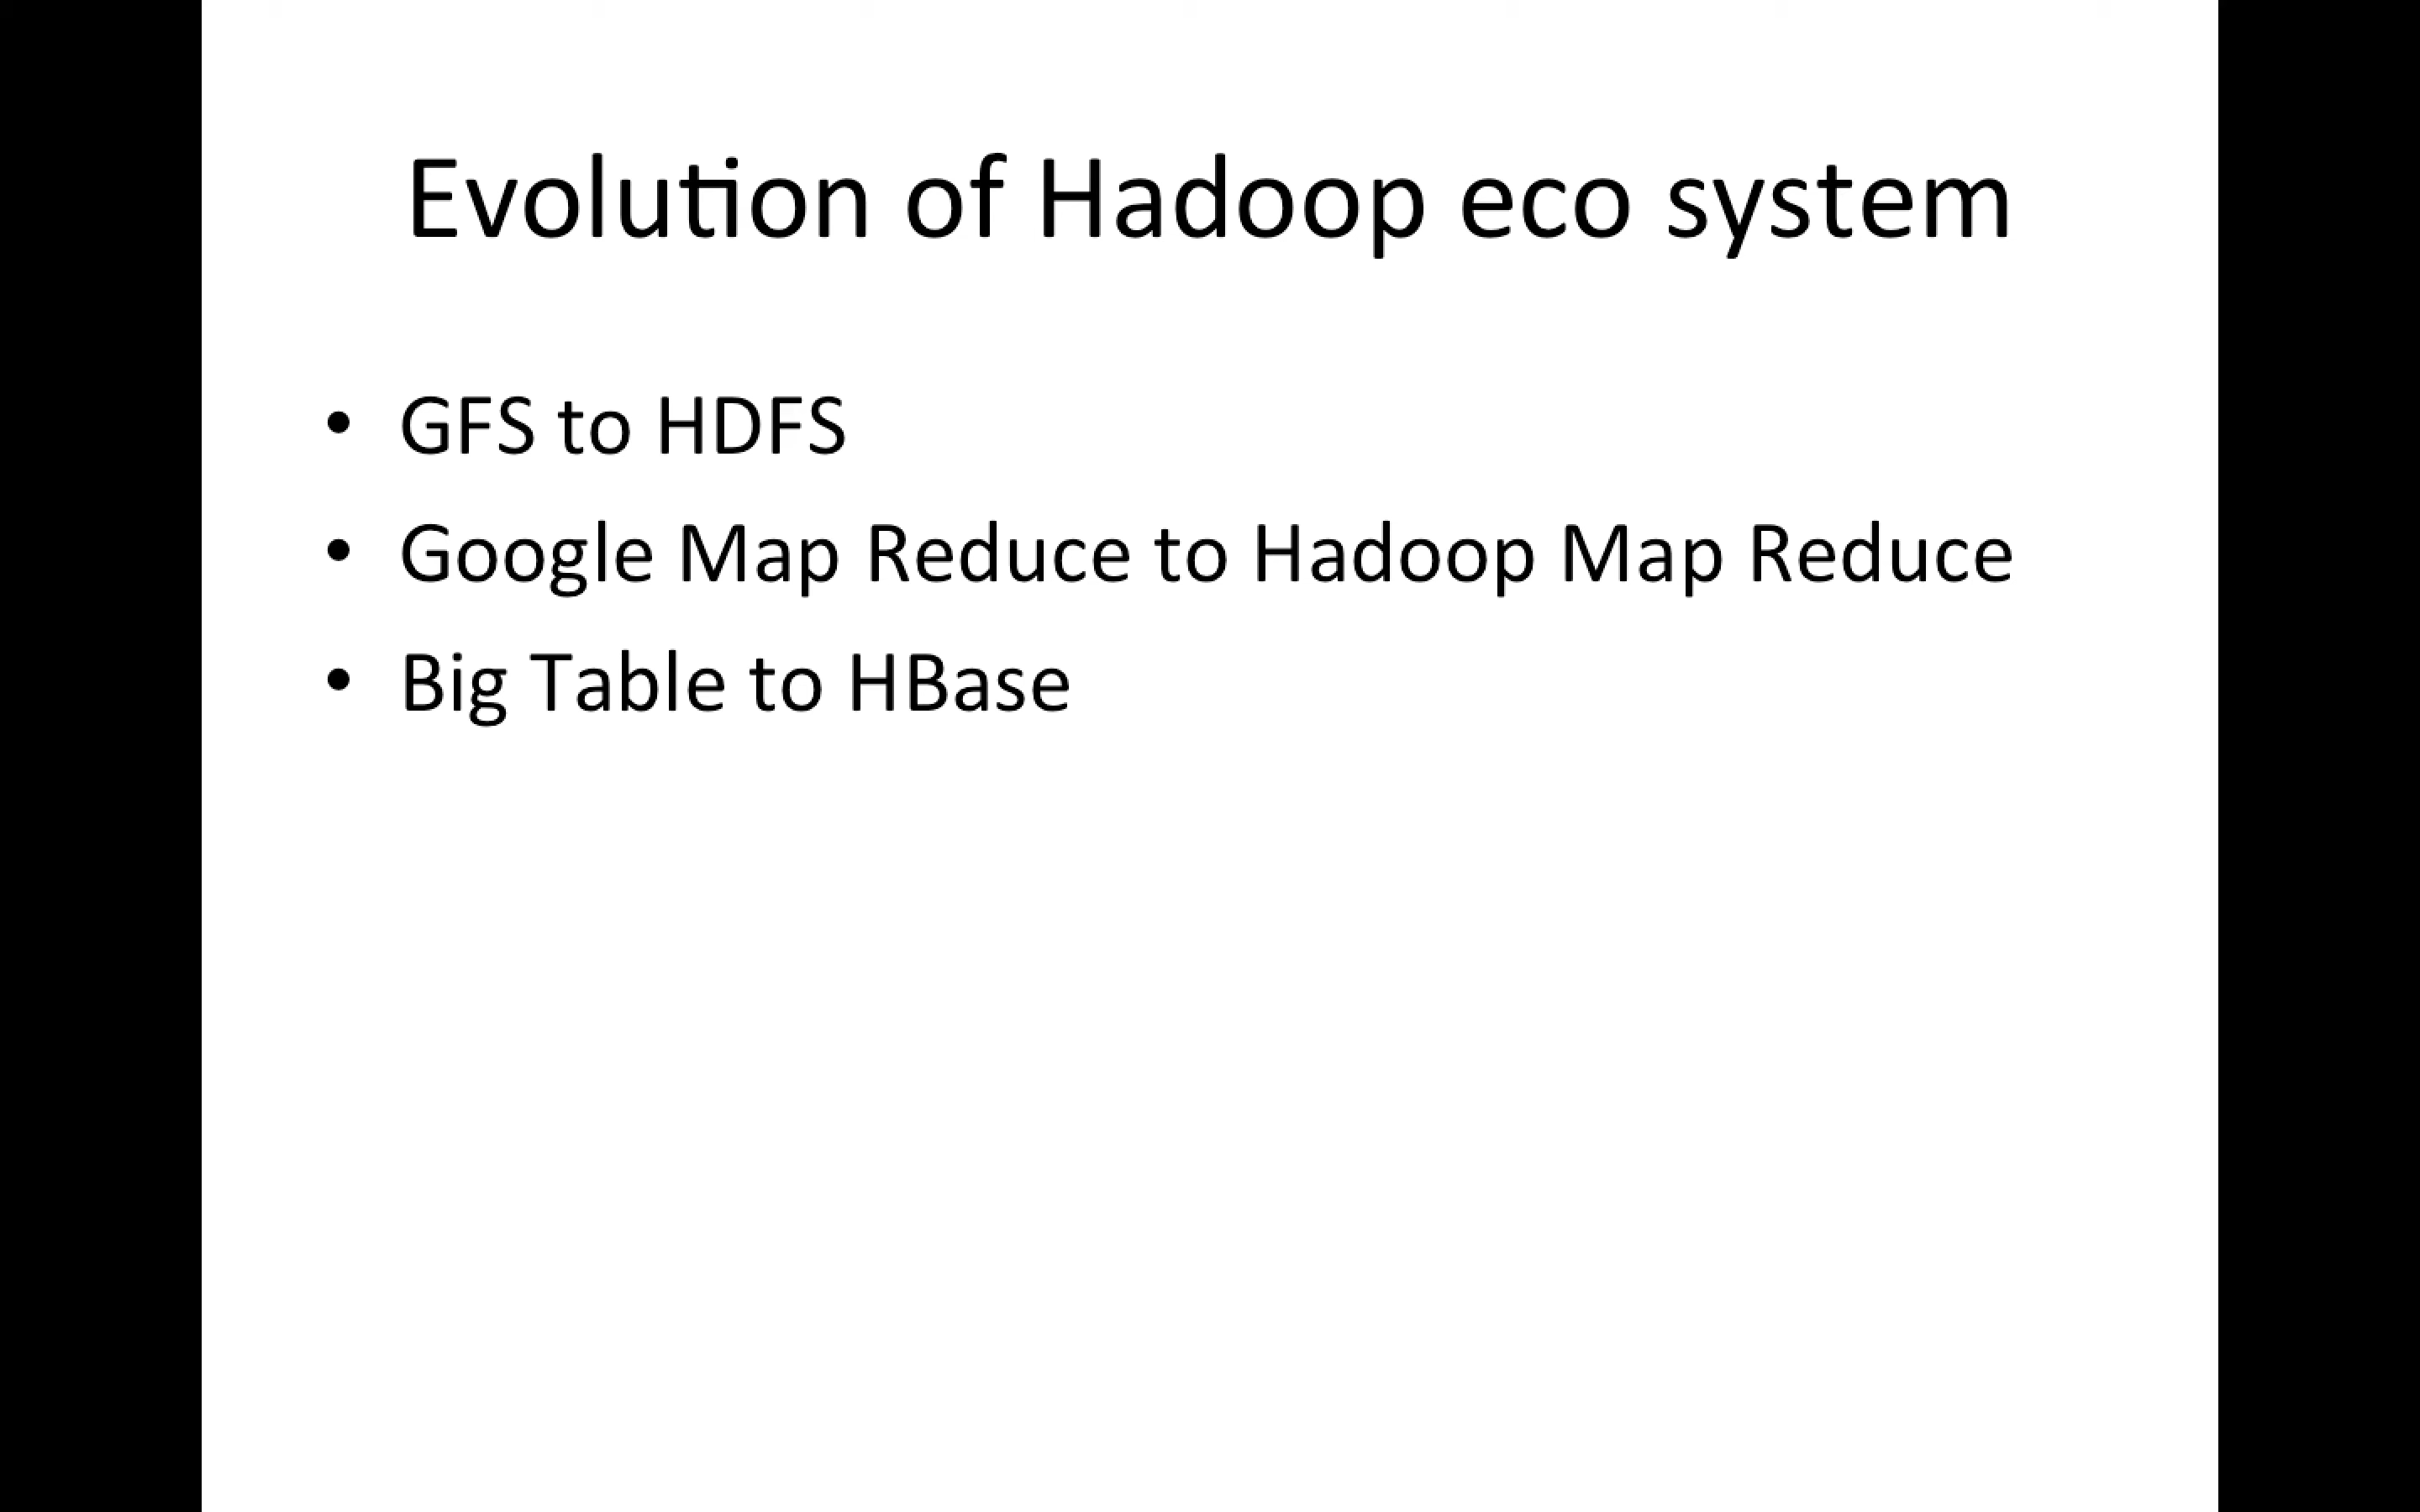 Evolution of Hadoop eco system
• GFS to HDFS
• Google Map Reduce to Hadoop Map Reduce
• Big Table to HBase